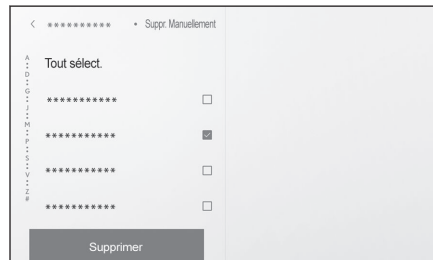 < ********** • Suppr. Manuellement
Tout sélect.
***********
***********
***********
***********
A
:
D
:
G
:
J
:
M
:
P
:
S
:
V
:
Z
#
Supprimer